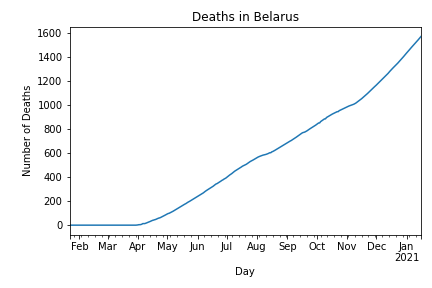 Deaths in Belarus
1600
1400
1200
1000
800
600
400
200
0
Number of Deaths
Feb Mar Apr May Jun Jul Aug Sep Oct Nov Dec Jan
2021
Day